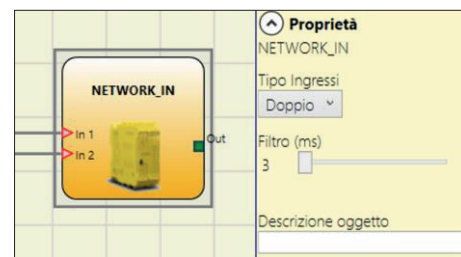 NETWORK_IN
In 1
In 2
Out
Proprietà
NETWORK_IN
Tipo Ingressi
Doppio
Filtro (ms)
3
Descrizione oggetto